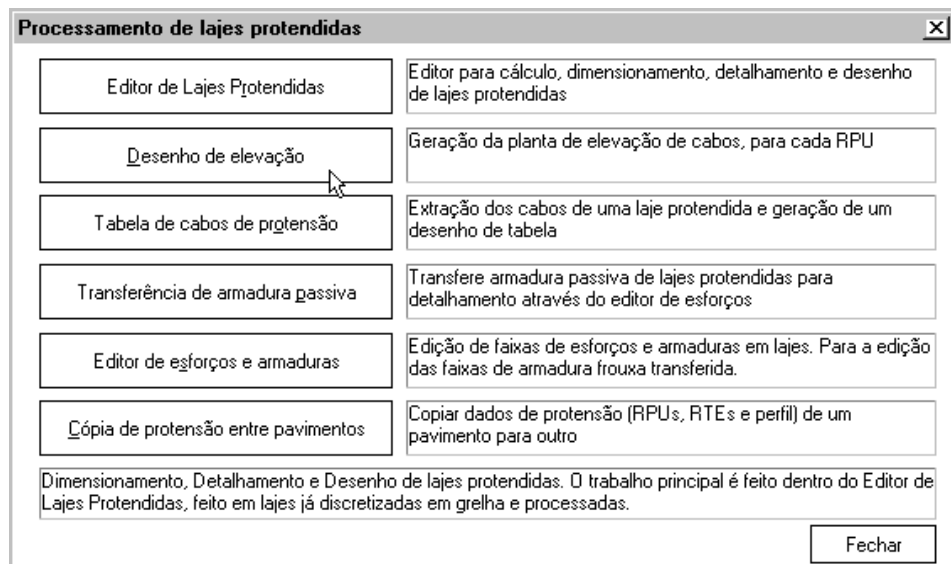 Processamento de lajes protendidas
Editor de Lajes Protendidas
Editor para cálculo, dimensionamento, detalhamento e desenho
de lajes protendidas
Desenho de elevação
Geração da planta de elevação de cabos, para cada RPU
Tabela de cabos de protensão
Extração dos cabos de uma laje protendida e geração de um
desenho de tabela
Transferência de armadura passiva
Transfere armadura passiva de lajes protendidas para
detalhamento através do editor de esforços
Editor de esforços e armaduras
Edição de faixas de esforços e armaduras em lajes. Para a edição
das faixas de armadura frouxa transferida.
Cópia de protensão entre pavimentos
Copiar dados de protensão (RPUs, RTEs e perfil) de um
pavimento para outro
Dimensionamento, Detalhamento e Desenho de lajes protendidas. O trabalho principal é feito dentro do Editor de
Lajes Protendidas, feito em lajes já discretizadas em grelha e processadas.
Fechar